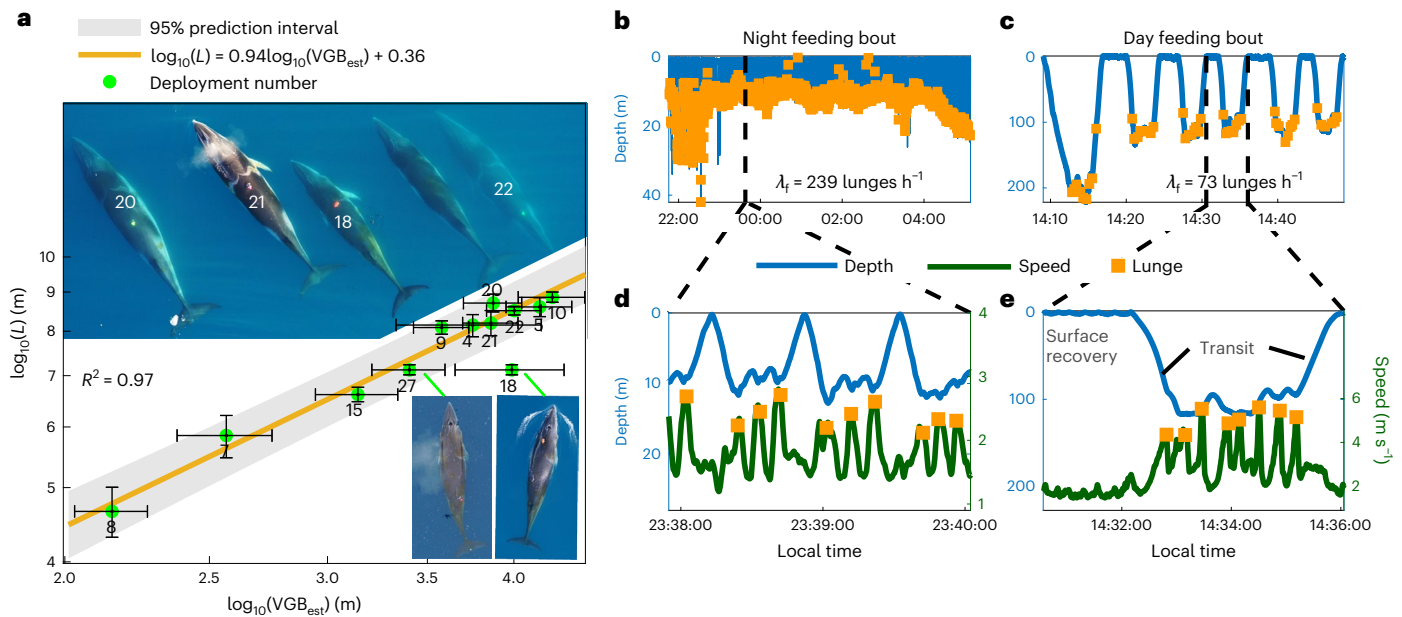 a
95% prediction interval
log10(L) = 0.94log10(VGBest) + 0.36
Deployment number
20
21
18
22
log10(L) (m)
10
9
8
7
6
5
4
R² = 0.97
20
10
5
22
21
4
9
27
18
15
7
8
2.0
2.5
3.0
3.5
4.0
log10(VGBest) (m)
b
Night feeding bout
Depth (m)
0
20
40
λf = 239 lunges h⁻¹
22:00
00:00
02:00
04:00
c
Day feeding bout
0
100
200
λf = 73 lunges h⁻¹
14:10
14:20
14:30
14:40
Depth
Speed
Lunge
d
Depth (m)
0
10
20
4
3
2
1
23:38:00
23:39:00
23:40:00
Local time
e
0
100
200
Surface
recovery
Transit
6
4
2
Speed (m s⁻¹)
14:32:00
14:34:00
14:36:00
Local time